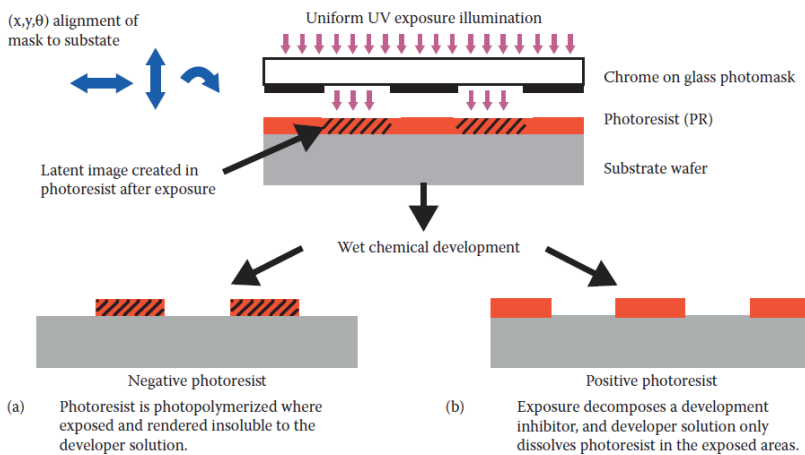 (x,y,θ) alignment of
mask to substate
Uniform UV exposure illumination
Chrome on glass photomask
Photoresist (PR)
Substrate wafer
Latent image created in
photoresist after exposure
Wet chemical development
Negative photoresist
Positive photoresist
(a) Photoresist is photopolymerized where
exposed and rendered insoluble to the
developer solution.
(b) Exposure decomposes a development
inhibitor, and developer solution only
dissolves photoresist in the exposed areas.